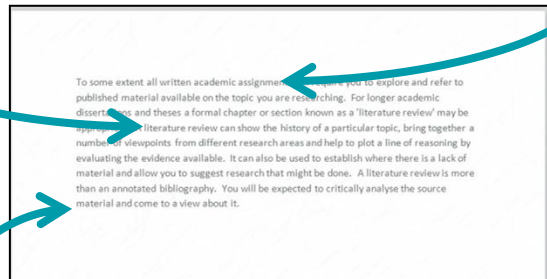 To some extent all written academic assignments require you to explore and refer to
published material available on the topic you are researching.  For longer academic
dissertations and theses a formal chapter or section known as a 'literature review' may be
literature review can show the history of a particular topic, bring together a
number of viewpoints from different research areas and help to plot a line of reasoning by
evaluating the evidence available.  It can also be used to establish where there is a lack of
material and allow you to suggest research that might be done.  A literature review is more
than an annotated bibliography.  You will be expected to critically analyse the source
material and come to a view about it.